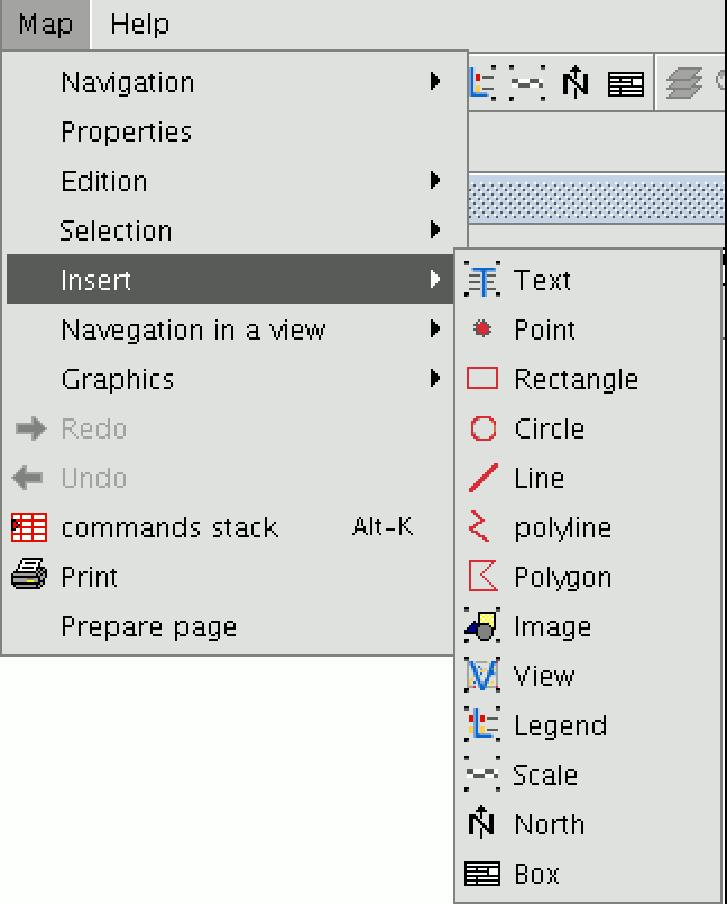 Map Help
Navigation
Properties
Edition
Selection
Insert
Navegation in a view
Graphics
Redo
Undo
commands stack Alt-K
Print
Prepare page
Text
Point
Rectangle
Circle
Line
polyline
Polygon
Image
View
Legend
Scale
North
Box